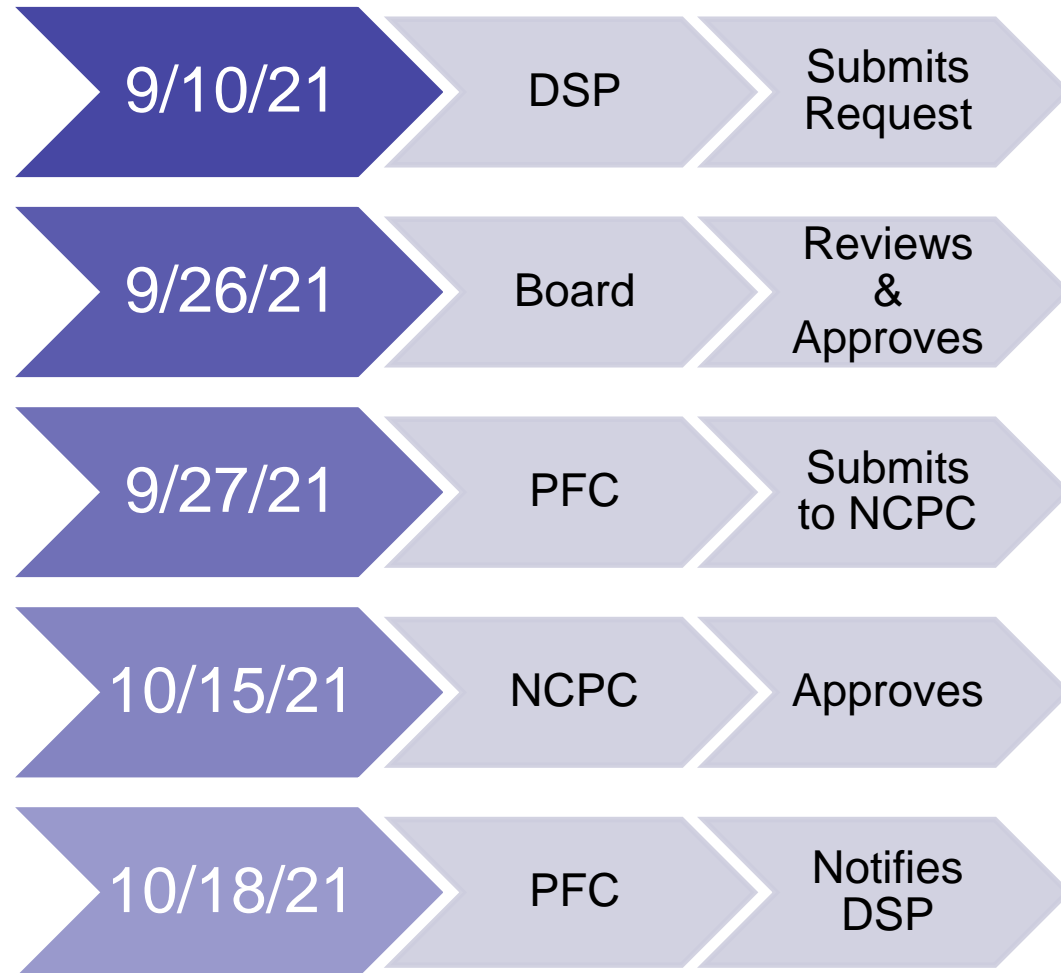 9/10/21
DSP
Submits
Request
9/26/21
Board
Reviews
&
Approves
9/27/21
PFC
Submits
to NCPC
10/15/21
NCPC
Approves
10/18/21
PFC
Notifies
DSP